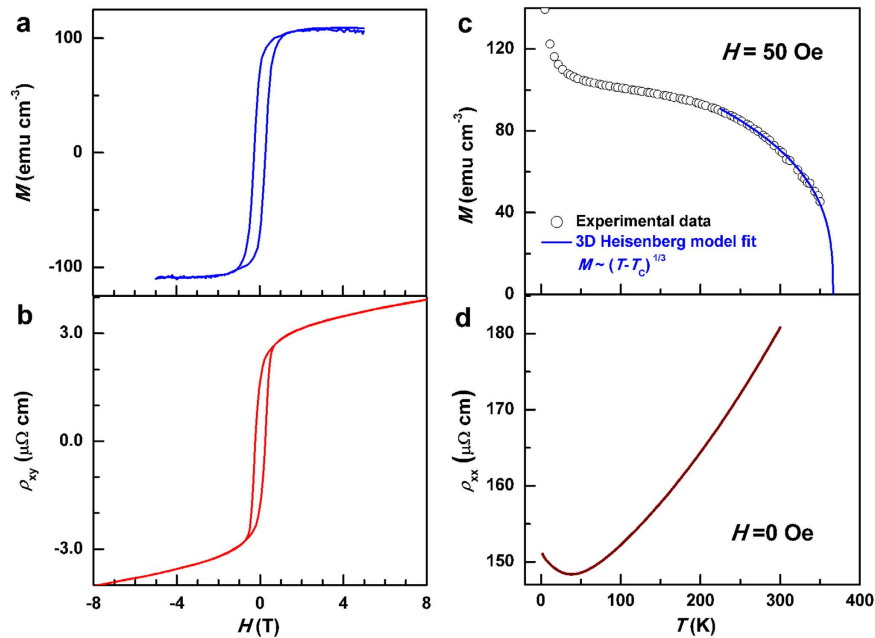 a
100
0
-100
M (emu cm⁻³)
b
3.0
0.0
-3.0
ρxy (μΩ cm)
-8 -4 0 4 8
H (T)
c
H = 50 Oe
120
80
40
0
M (emu cm⁻³)
Experimental data
3D Heisenberg model fit
M ~ (T-TC)^1/3
d
180
170
160
150
ρxx (μΩ cm)
H =0 Oe
0 100 200 300 400
T (K)